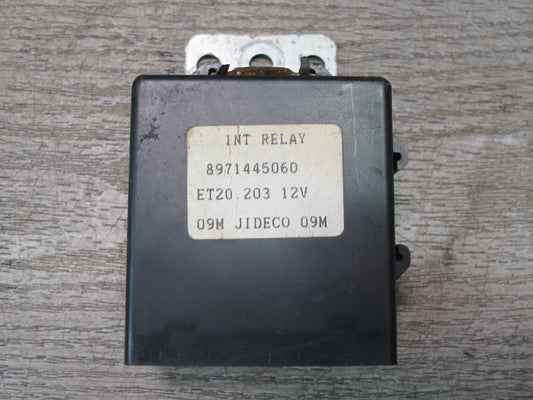 INT RELAY
8971445060
ET20 203 12V
09M JIDECO 09M